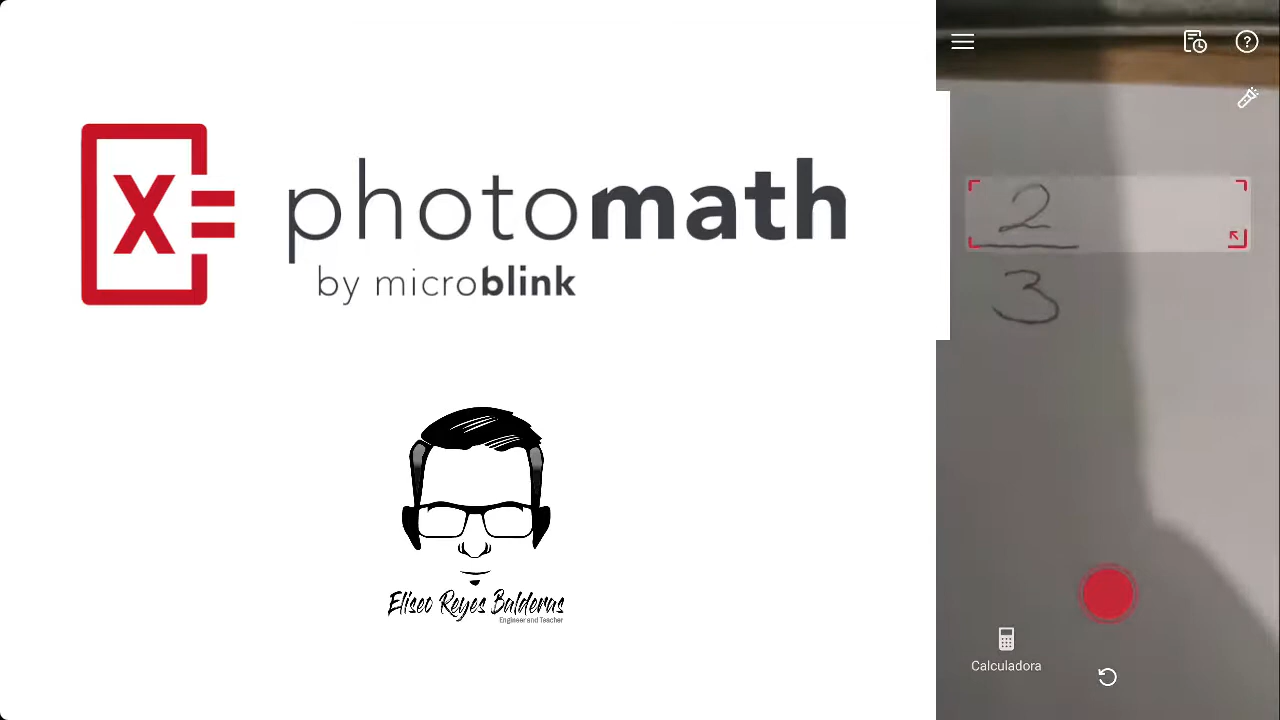 X=
photomath
by microblink
Eliseo Reyes Balderas
Engineer and Teacher
?
2
3
Calculadora